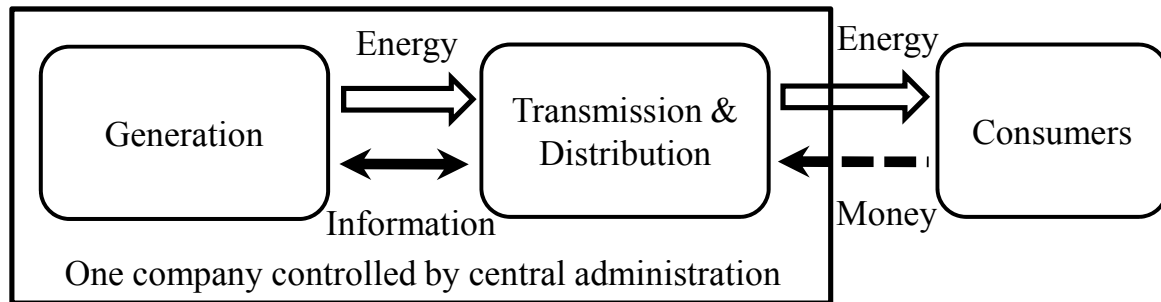 Energy
Energy
Generation
Transmission &
Distribution
Consumers
Information
Money
One company controlled by central administration